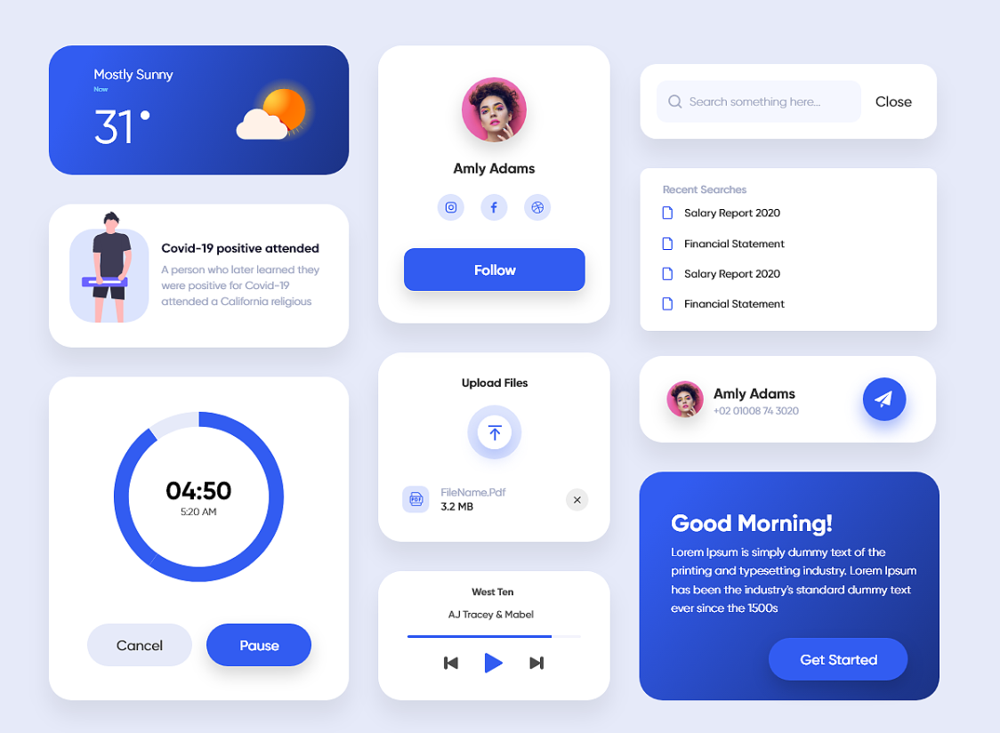 Mostly Sunny
Now
31°
Covid-19 positive attended
A person who later learned they
were positive for Covid-19
attended a California religious
04:50
5:20 AM
Cancel
Pause
Amly Adams
Follow
Upload Files
PDF
FileName.Pdf
3.2 MB
West Ten
AJ Tracey & Mabel
Search something here...
Close
Recent Searches
Salary Report 2020
Financial Statement
Salary Report 2020
Financial Statement
Amly Adams
+02 01008 74 3020
Good Morning!
Lorem Ipsum is simply dummy text of the
printing and typesetting industry. Lorem Ipsum
has been the industry's standard dummy text
ever since the 1500s
Get Started